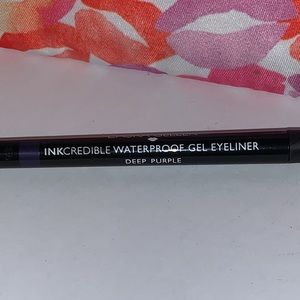 INKCREDIBLE WATERPROOF GEL EYELINER
DEEP PURPLE